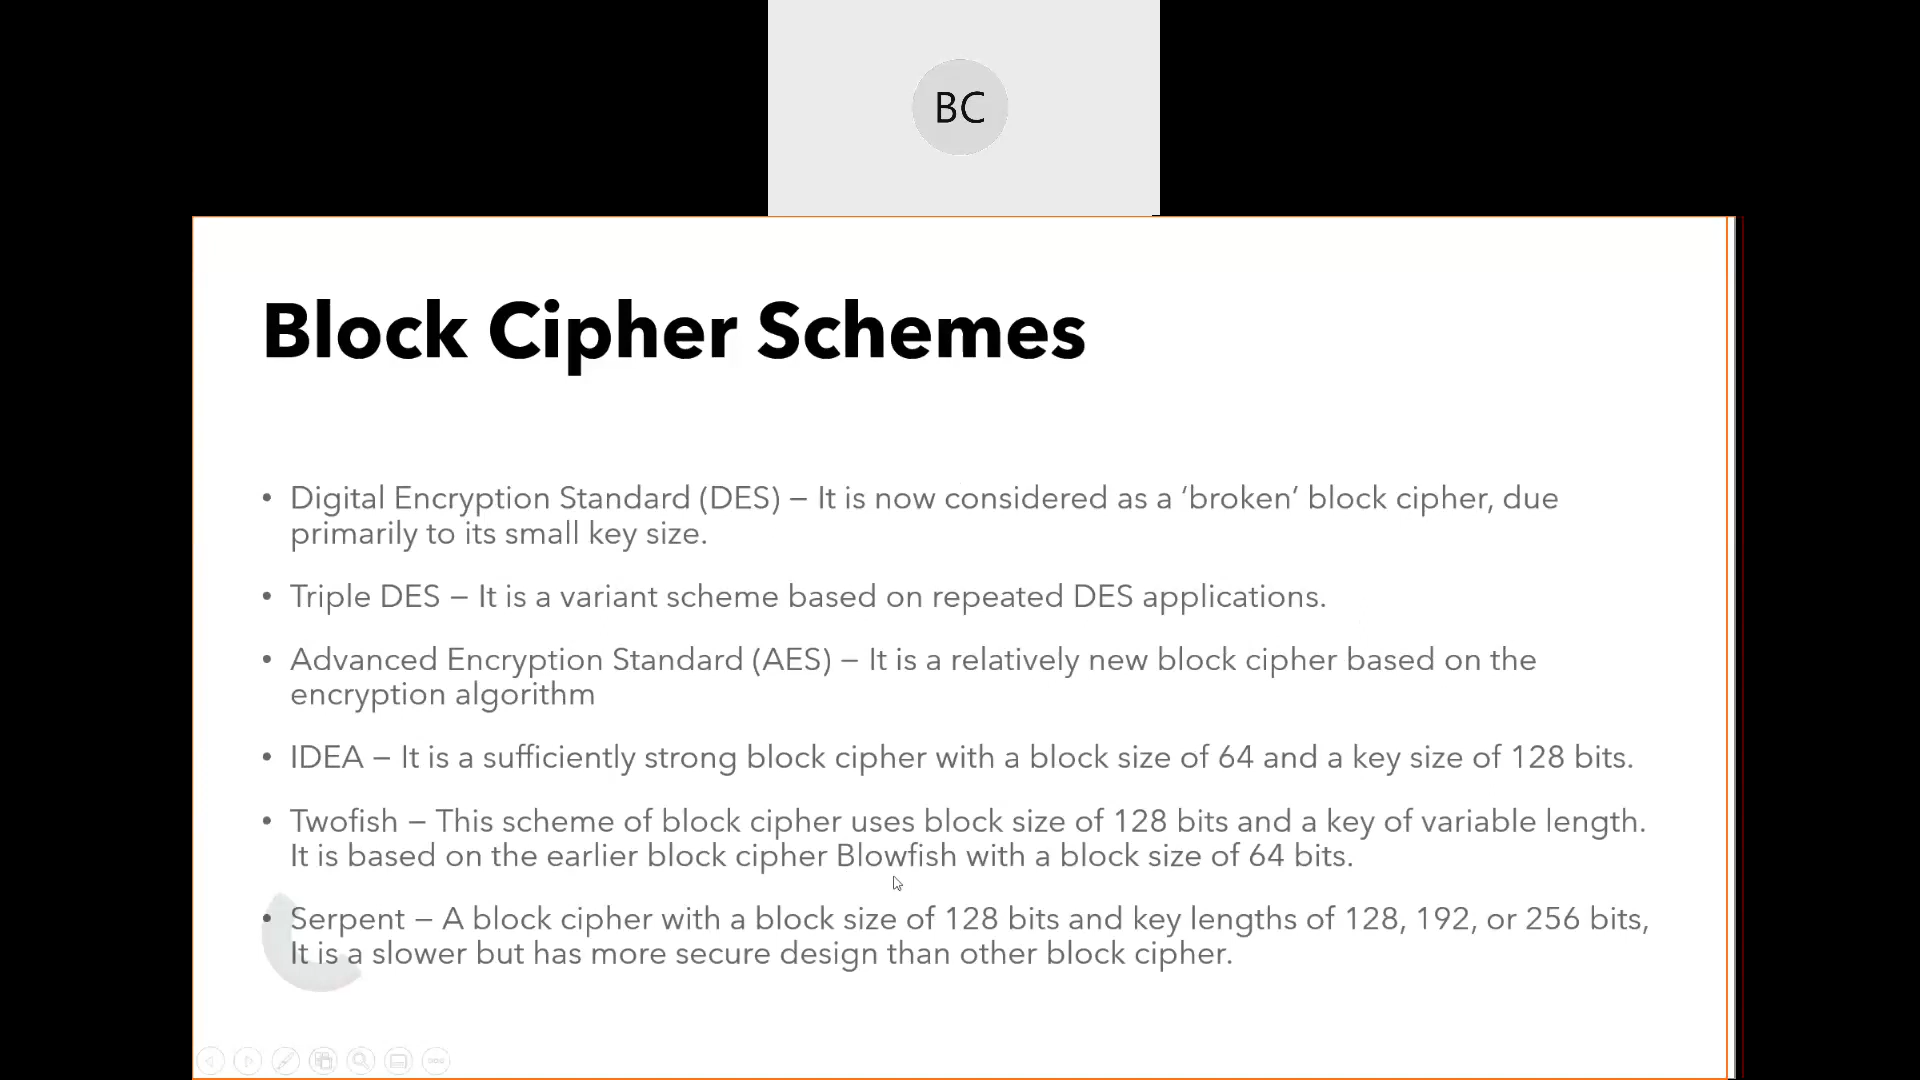 BC
Block Cipher Schemes
• Digital Encryption Standard (DES) – It is now considered as a ‘broken’ block cipher, due
primarily to its small key size.
• Triple DES – It is a variant scheme based on repeated DES applications.
• Advanced Encryption Standard (AES) – It is a relatively new block cipher based on the
encryption algorithm
• IDEA – It is a sufficiently strong block cipher with a block size of 64 and a key size of 128 bits.
• Twofish – This scheme of block cipher uses block size of 128 bits and a key of variable length.
It is based on the earlier block cipher Blowfish with a block size of 64 bits.
• Serpent – A block cipher with a block size of 128 bits and key lengths of 128, 192, or 256 bits,
It is a slower but has more secure design than other block cipher.